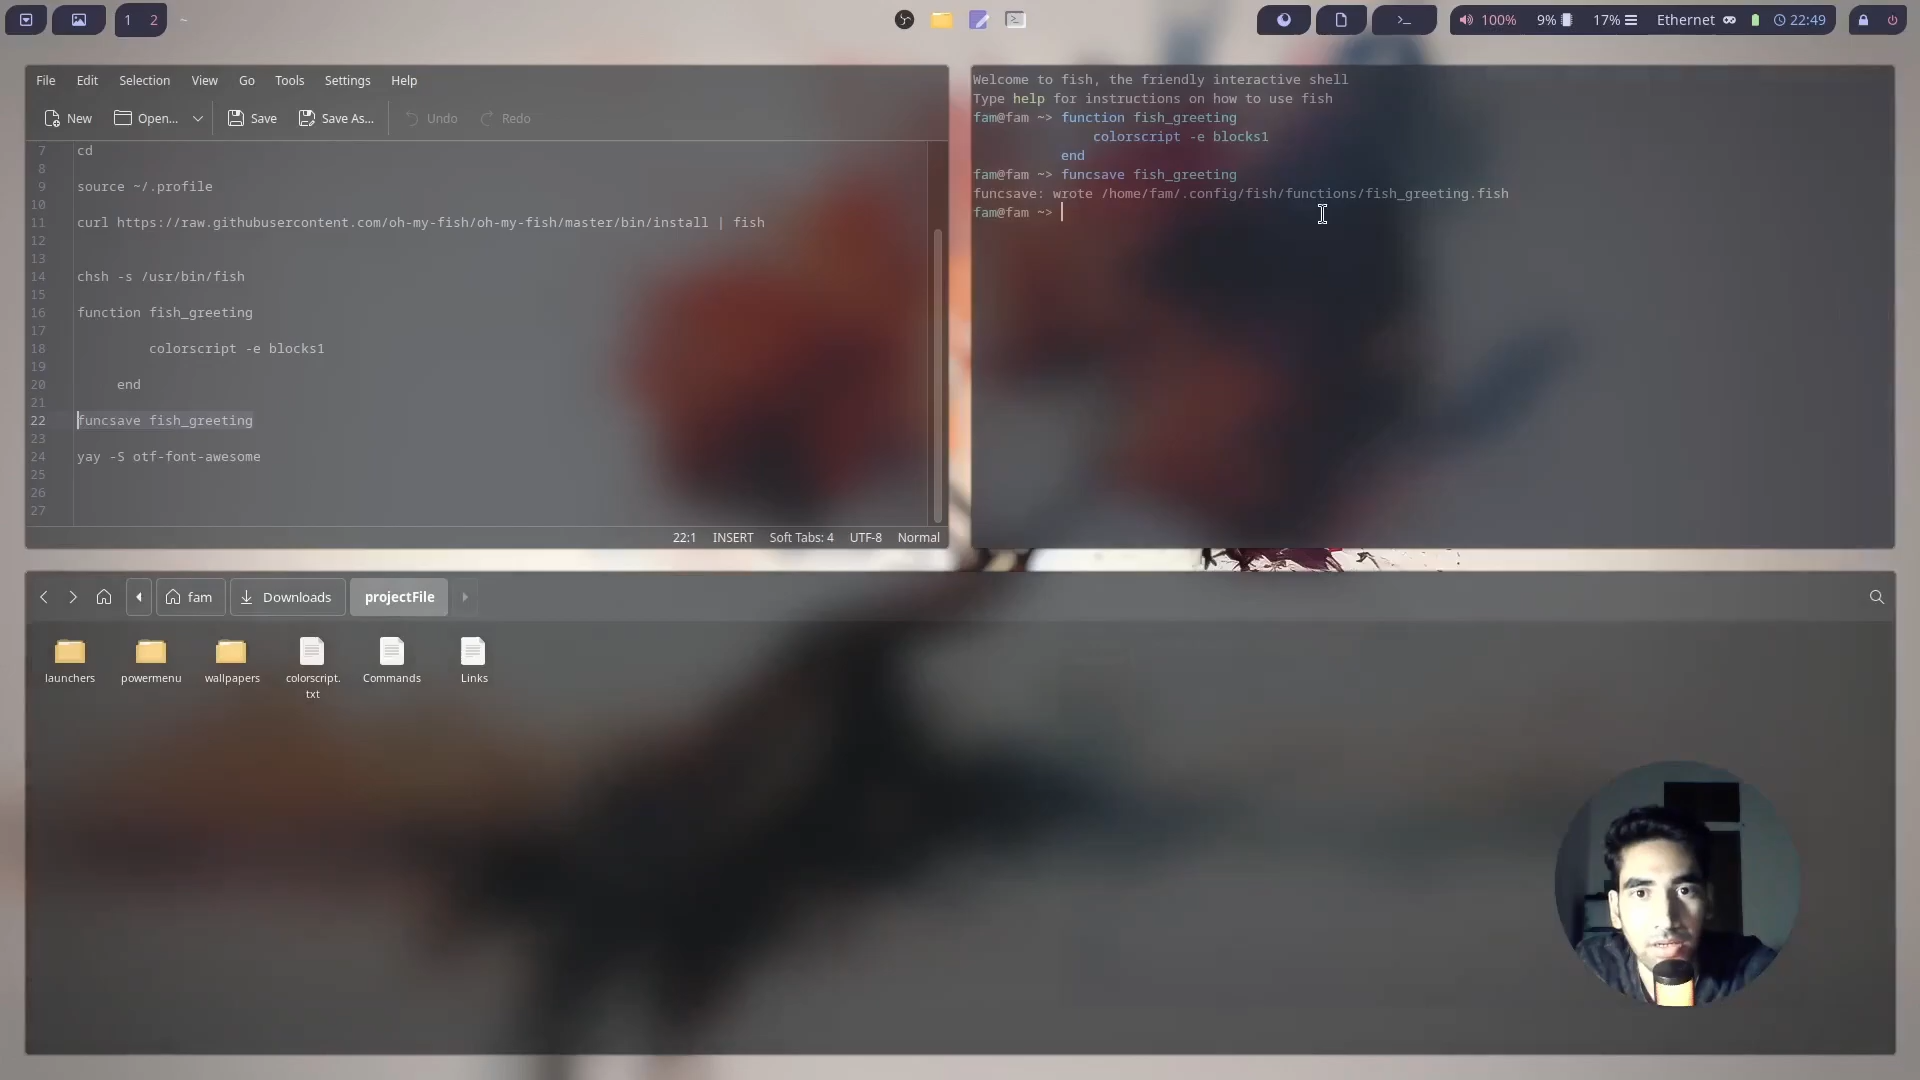 1 2 ~
100% 9% 17% Ethernet 22:49
File Edit Selection View Go Tools Settings Help
New Open... Save Save As... Undo Redo
7 cd
8
9 source ~/.profile
10
11 curl https://raw.githubusercontent.com/oh-my-fish/oh-my-fish/master/bin/install | fish
12
13
14 chsh -s /usr/bin/fish
15
16 function fish_greeting
17
18 colorscript -e blocks1
19
20 end
21
22 funcsave fish_greeting
23
24 yay -S otf-font-awesome
25
26
27
22:1 INSERT Soft Tabs: 4 UTF-8 Normal
Welcome to fish, the friendly interactive shell
Type help for instructions on how to use fish
fam@fam ~> function fish_greeting
colorscript -e blocks1
end
fam@fam ~> funcsave fish_greeting
funcsave: wrote /home/fam/.config/fish/functions/fish_greeting.fish
fam@fam ~>
fam Downloads projectFile
launchers powermenu wallpapers colorscript.txt Commands Links